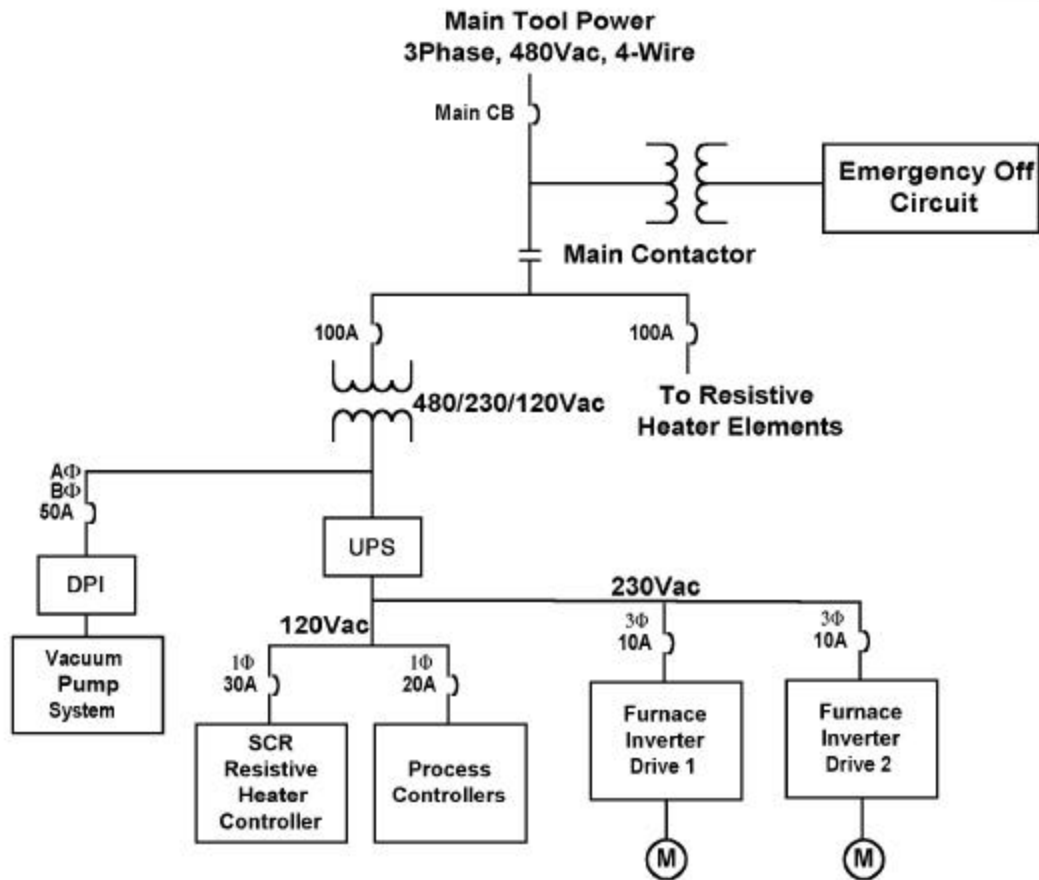 Main Tool Power
3Phase, 480Vac, 4-Wire
Main CB
Emergency Off
Circuit
Main Contactor
100A
100A
480/230/120Vac
To Resistive
Heater Elements
AΦ
BΦ
50A
UPS
DPI
230Vac
120Vac
3Φ
10A
3Φ
10A
1Φ
30A
1Φ
20A
Vacuum
Pump
System
SCR
Resistive
Heater
Controller
Process
Controllers
Furnace
Inverter
Drive 1
Furnace
Inverter
Drive 2
M
M